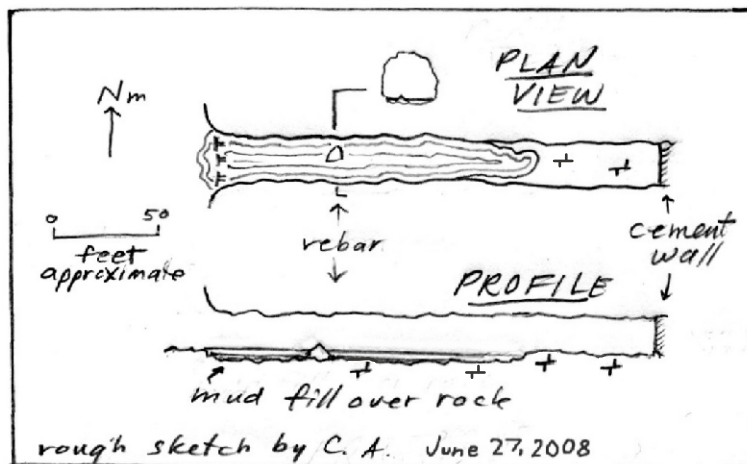 PLAN
VIEW
Nm
0 50
feet
approximate
rebar
cement
wall
PROFILE
mud fill over rock
rough sketch by C. A. June 27, 2008